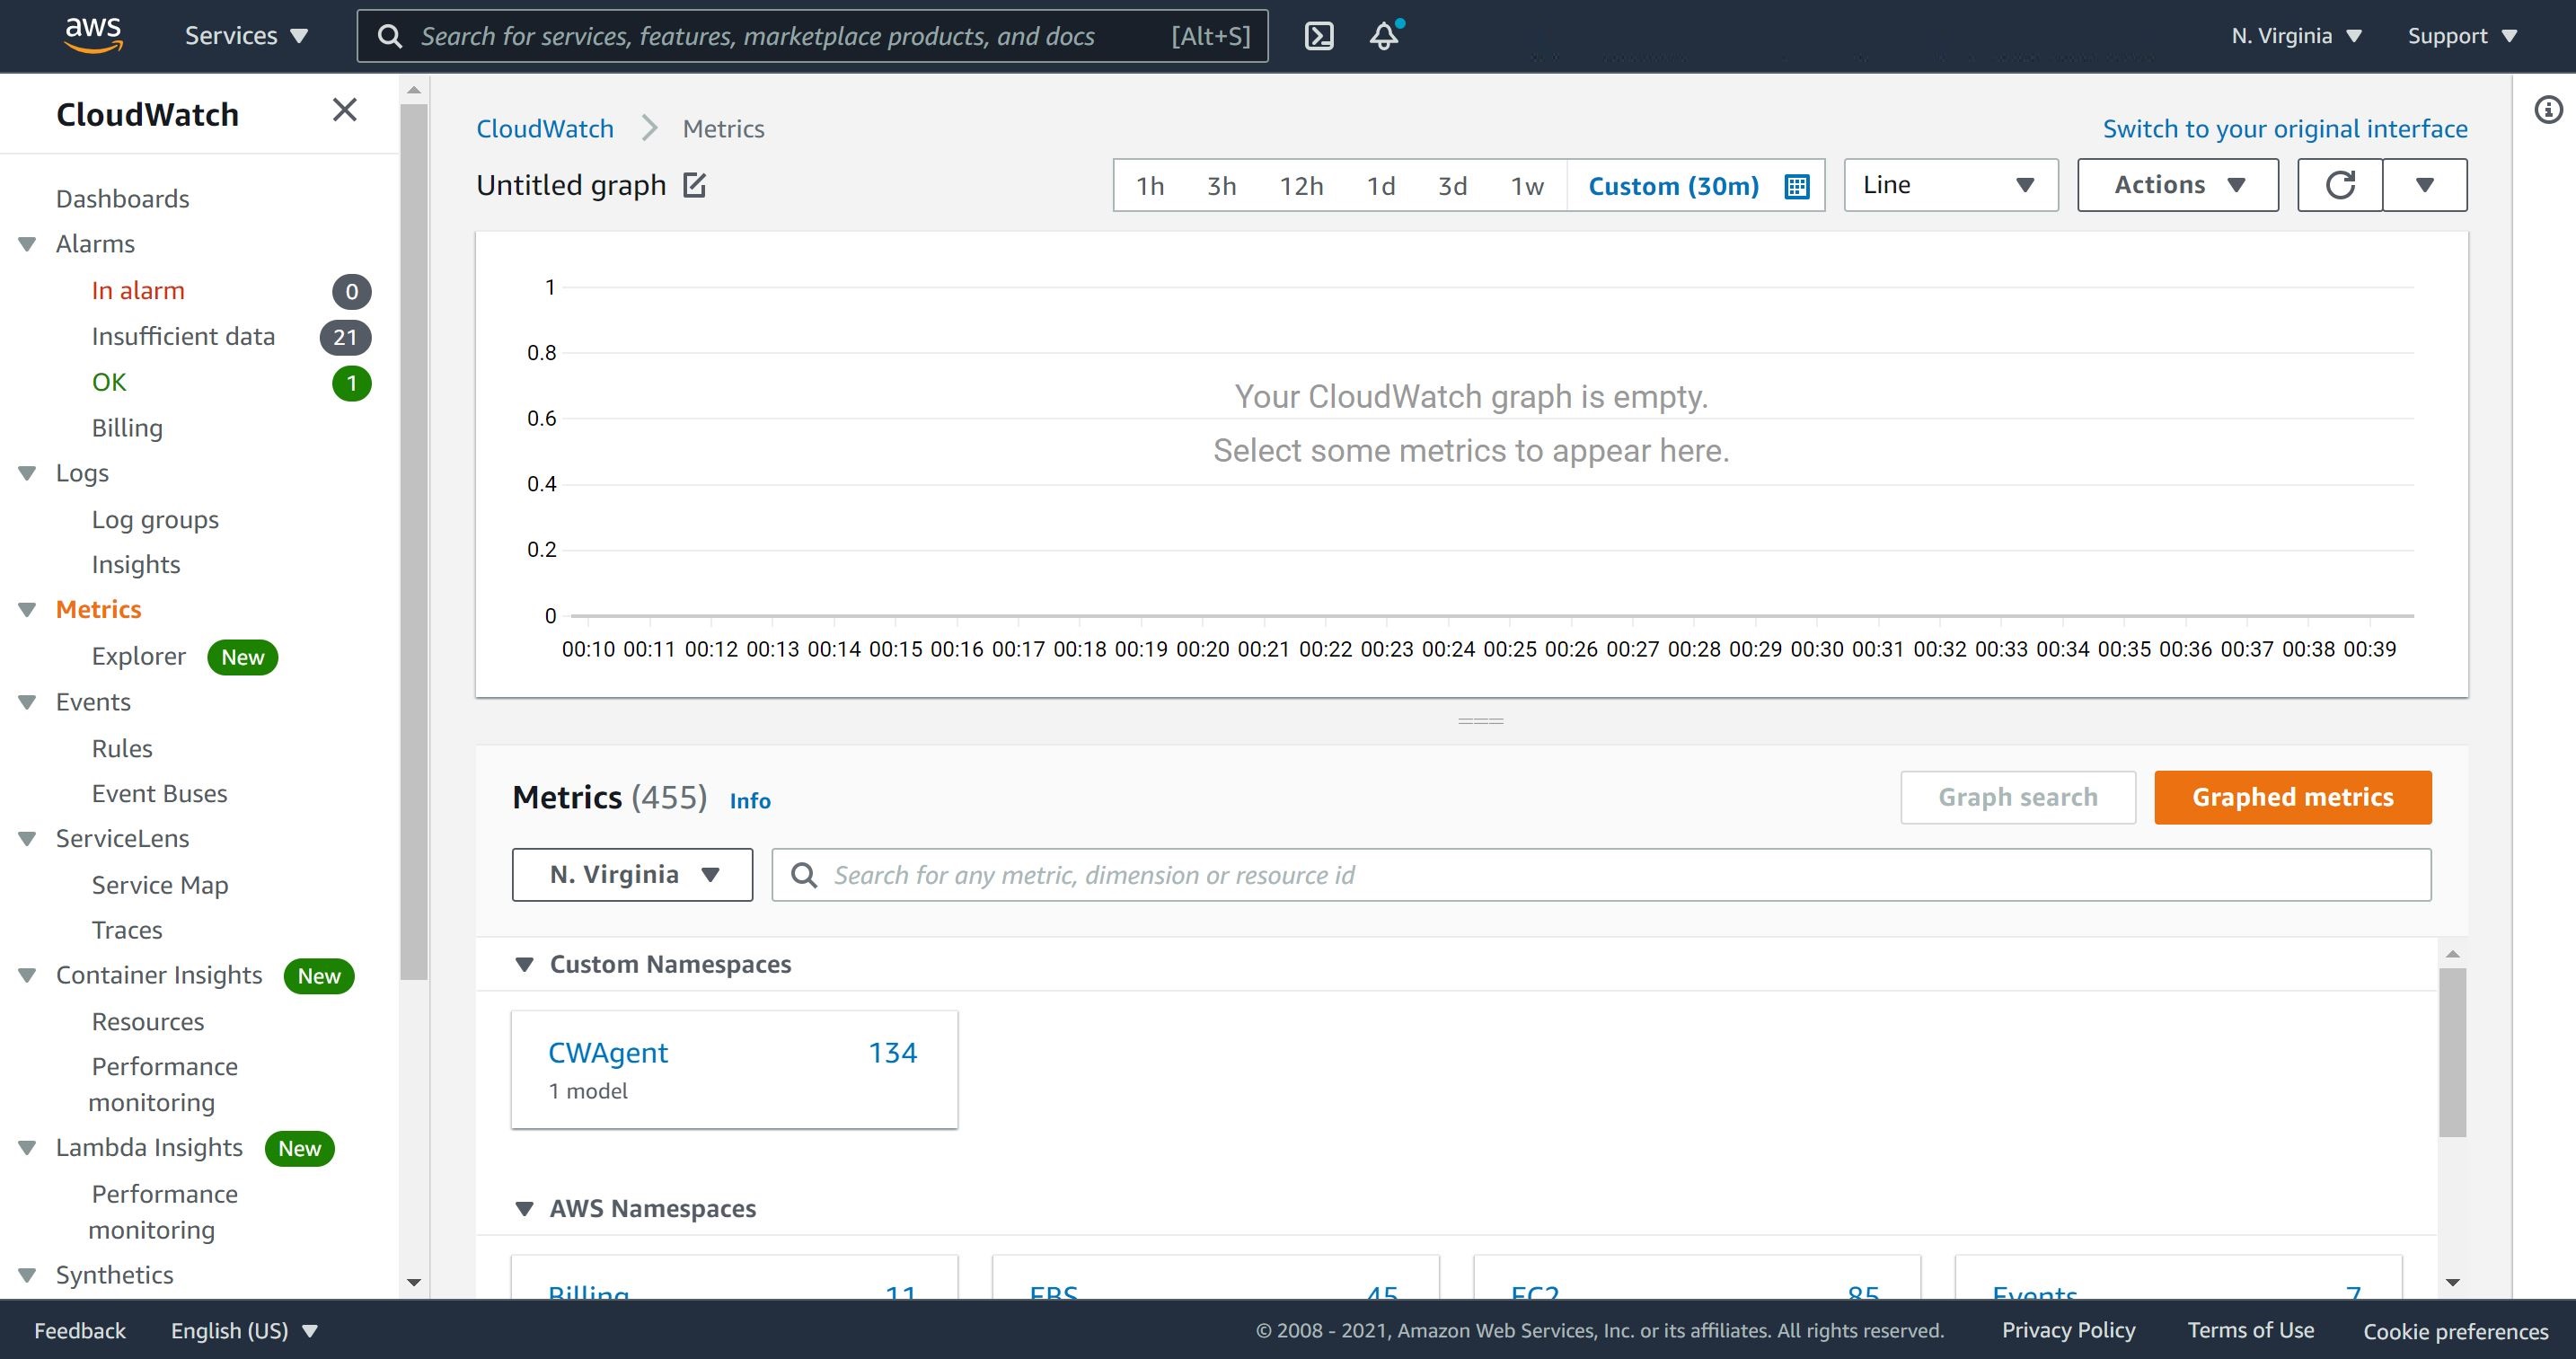 aws Services Search for services, features, marketplace products, and docs [Alt+S] N. Virginia Support
CloudWatch
Dashboards
Alarms
In alarm 0
Insufficient data 21
OK 1
Billing
Logs
Log groups
Insights
Metrics
Explorer New
Events
Rules
Event Buses
ServiceLens
Service Map
Traces
Container Insights New
Resources
Performance
monitoring
Lambda Insights New
Performance
monitoring
Synthetics
CloudWatch Metrics Switch to your original interface
Untitled graph 1h 3h 12h 1d 3d 1w Custom (30m) Line Actions
1
0.8
Your CloudWatch graph is empty.
0.6
Select some metrics to appear here.
0.4
0.2
0
00:10 00:11 00:12 00:13 00:14 00:15 00:16 00:17 00:18 00:19 00:20 00:21 00:22 00:23 00:24 00:25 00:26 00:27 00:28 00:29 00:30 00:31 00:32 00:33 00:34 00:35 00:36 00:37 00:38 00:39
Metrics (455) Info Graph search Graphed metrics
N. Virginia Search for any metric, dimension or resource id
Custom Namespaces
CWAgent 134
1 model
AWS Namespaces
Billing 11 EBS 45 EC2 85 Events 7
Feedback English (US) © 2008 - 2021, Amazon Web Services, Inc. or its affiliates. All rights reserved. Privacy Policy Terms of Use Cookie preferences